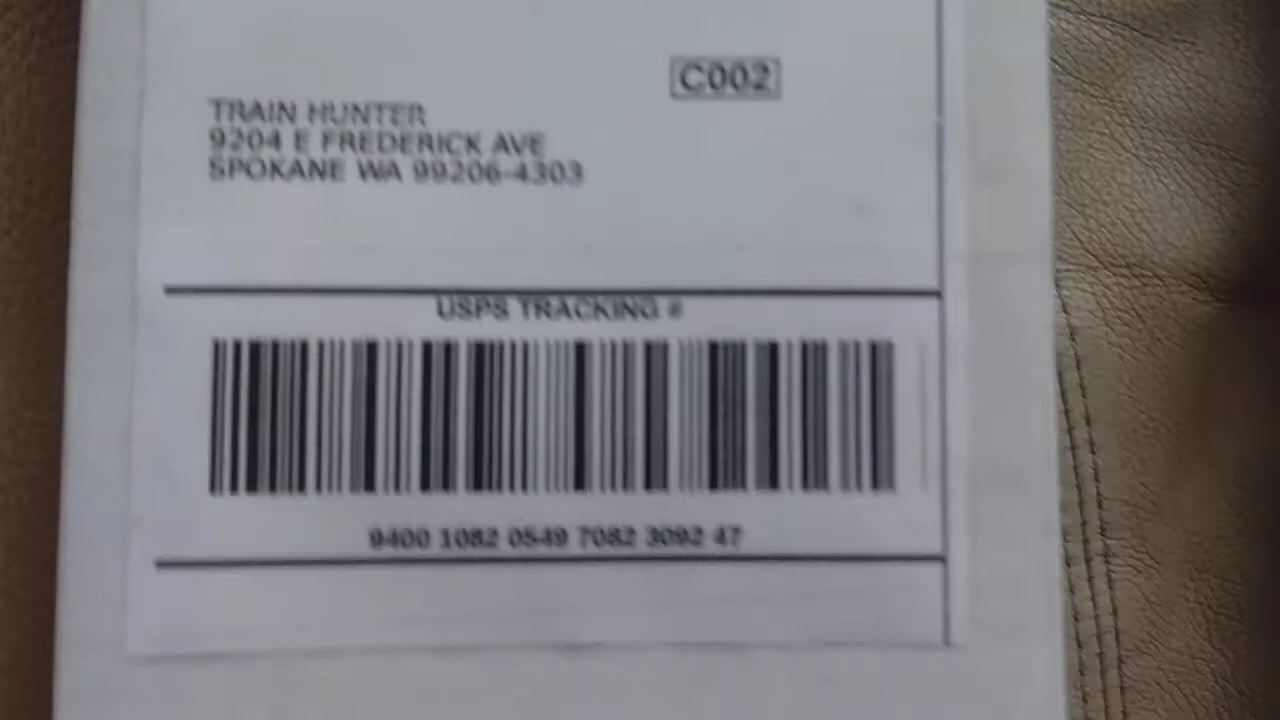 C002
TRAIN HUNTER
9204 E FREDERICK AVE
SPOKANE WA 99206-4303
USPS TRACKING #
9400 1082 0549 7082 3092 47